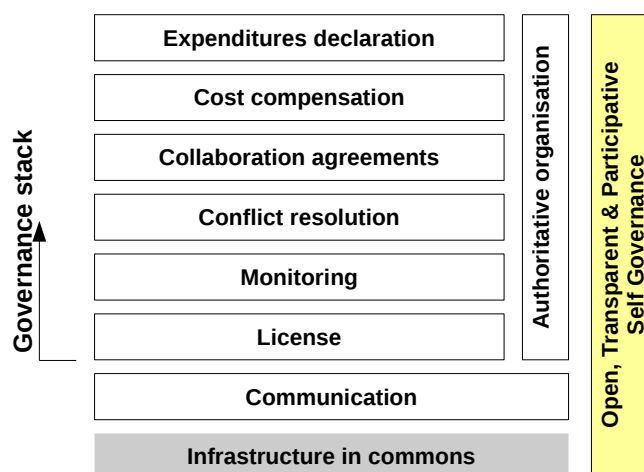 Expenditures declaration
Cost compensation
Collaboration agreements
Conflict resolution
Monitoring
License
Communication
Infrastructure in commons
Governance stack
Authoritative organisation
Open, Transparent & Participative
Self Governance